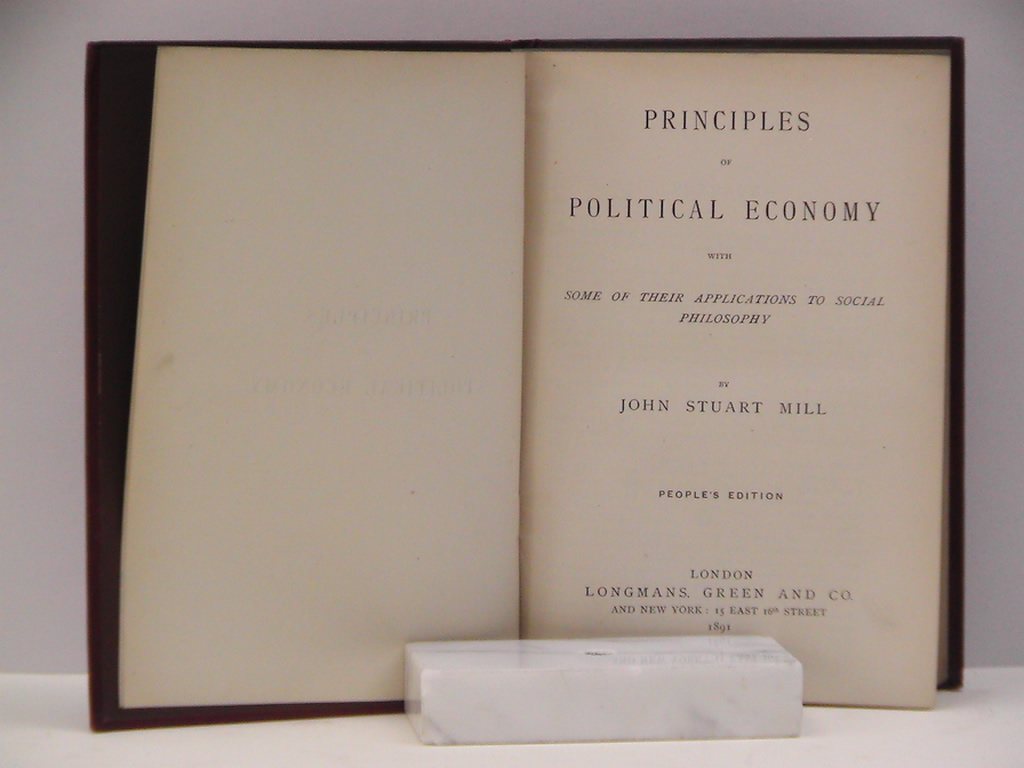 PRINCIPLES
OF
POLITICAL ECONOMY
WITH
SOME OF THEIR APPLICATIONS TO SOCIAL
PHILOSOPHY
BY
JOHN STUART MILL
PEOPLE'S EDITION
LONDON
LONGMANS, GREEN AND CO.
AND NEW YORK: 15 EAST 16th STREET
1891